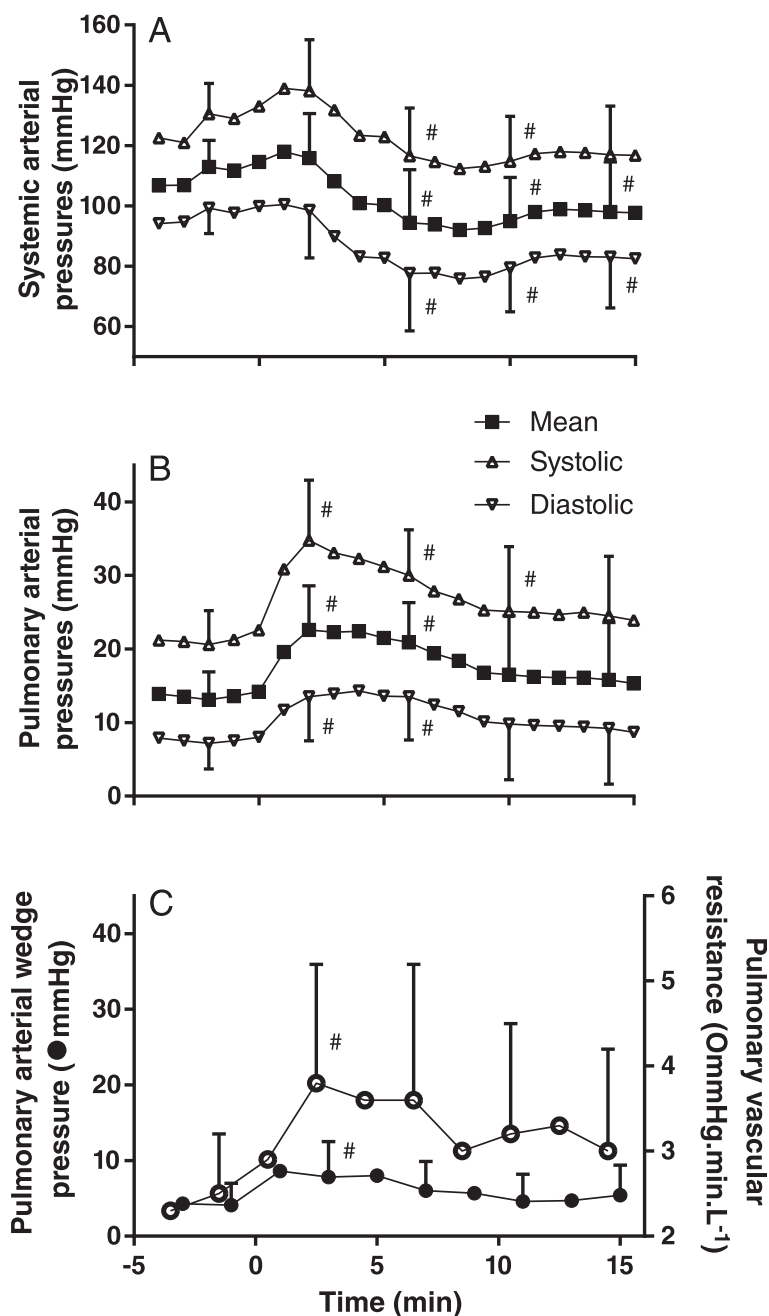 A
160
140
120
100
80
60
Systemic arterial
pressures (mmHg)
#
#
#
#
#
#
#
#
#
Mean
Systolic
Diastolic
B
40
30
20
10
0
Pulmonary arterial
pressures (mmHg)
#
#
#
#
#
#
#
C
40
30
20
10
0
Pulmonary arterial wedge
pressure (●mmHg)
#
#
6
5
4
3
2
Pulmonary vascular
resistance (OmmHg.min.L-1)
-5
0
5
10
15
Time (min)